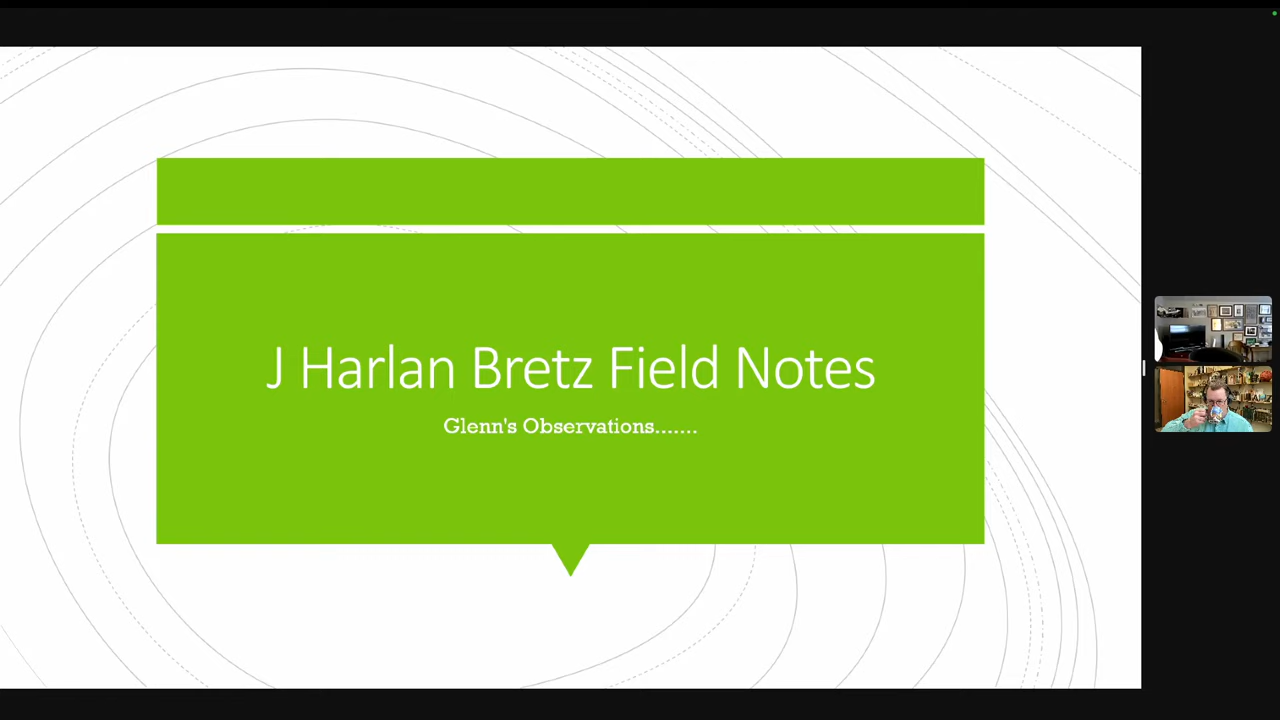 J Harlan Bretz Field Notes
Glenn's Observations.......